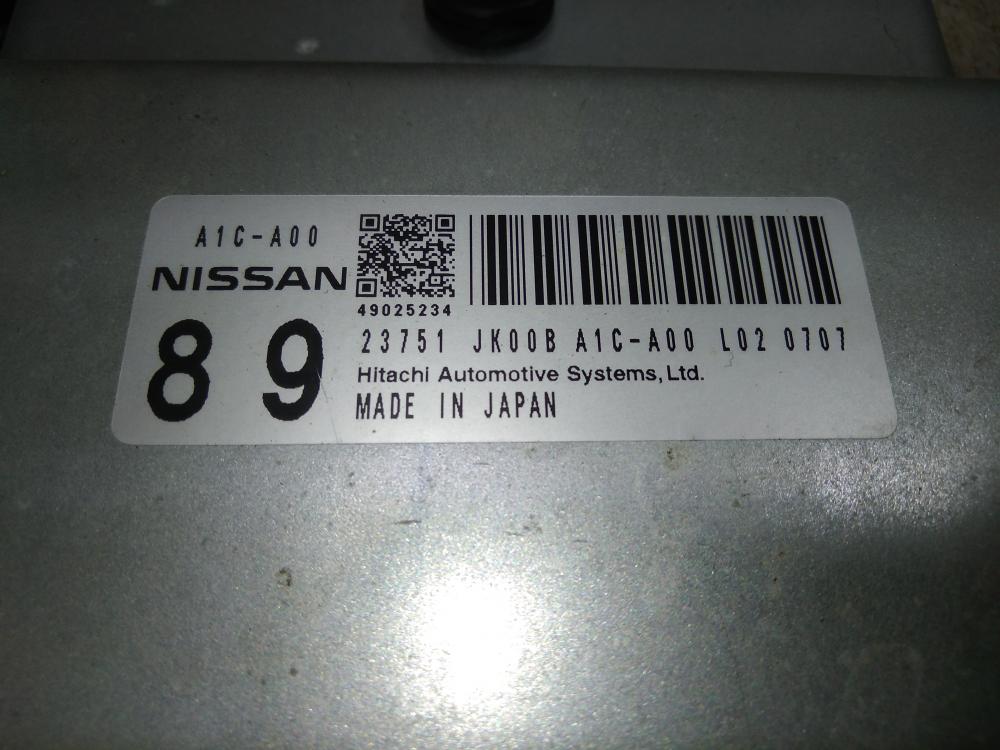 A1C-A00
NISSAN
49025234
8 9
23751 JK00B A1C-A00 L02 0707
Hitachi Automotive Systems, Ltd.
MADE IN JAPAN